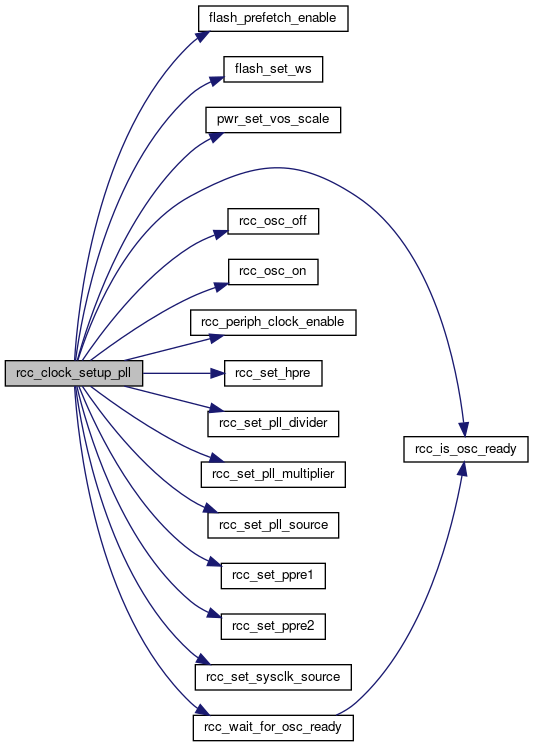 flash_prefetch_enable
flash_set_ws
pwr_set_vos_scale
rcc_osc_off
rcc_osc_on
rcc_periph_clock_enable
rcc_clock_setup_pll
rcc_set_hpre
rcc_set_pll_divider
rcc_is_osc_ready
rcc_set_pll_multiplier
rcc_set_pll_source
rcc_set_ppre1
rcc_set_ppre2
rcc_set_sysclk_source
rcc_wait_for_osc_ready